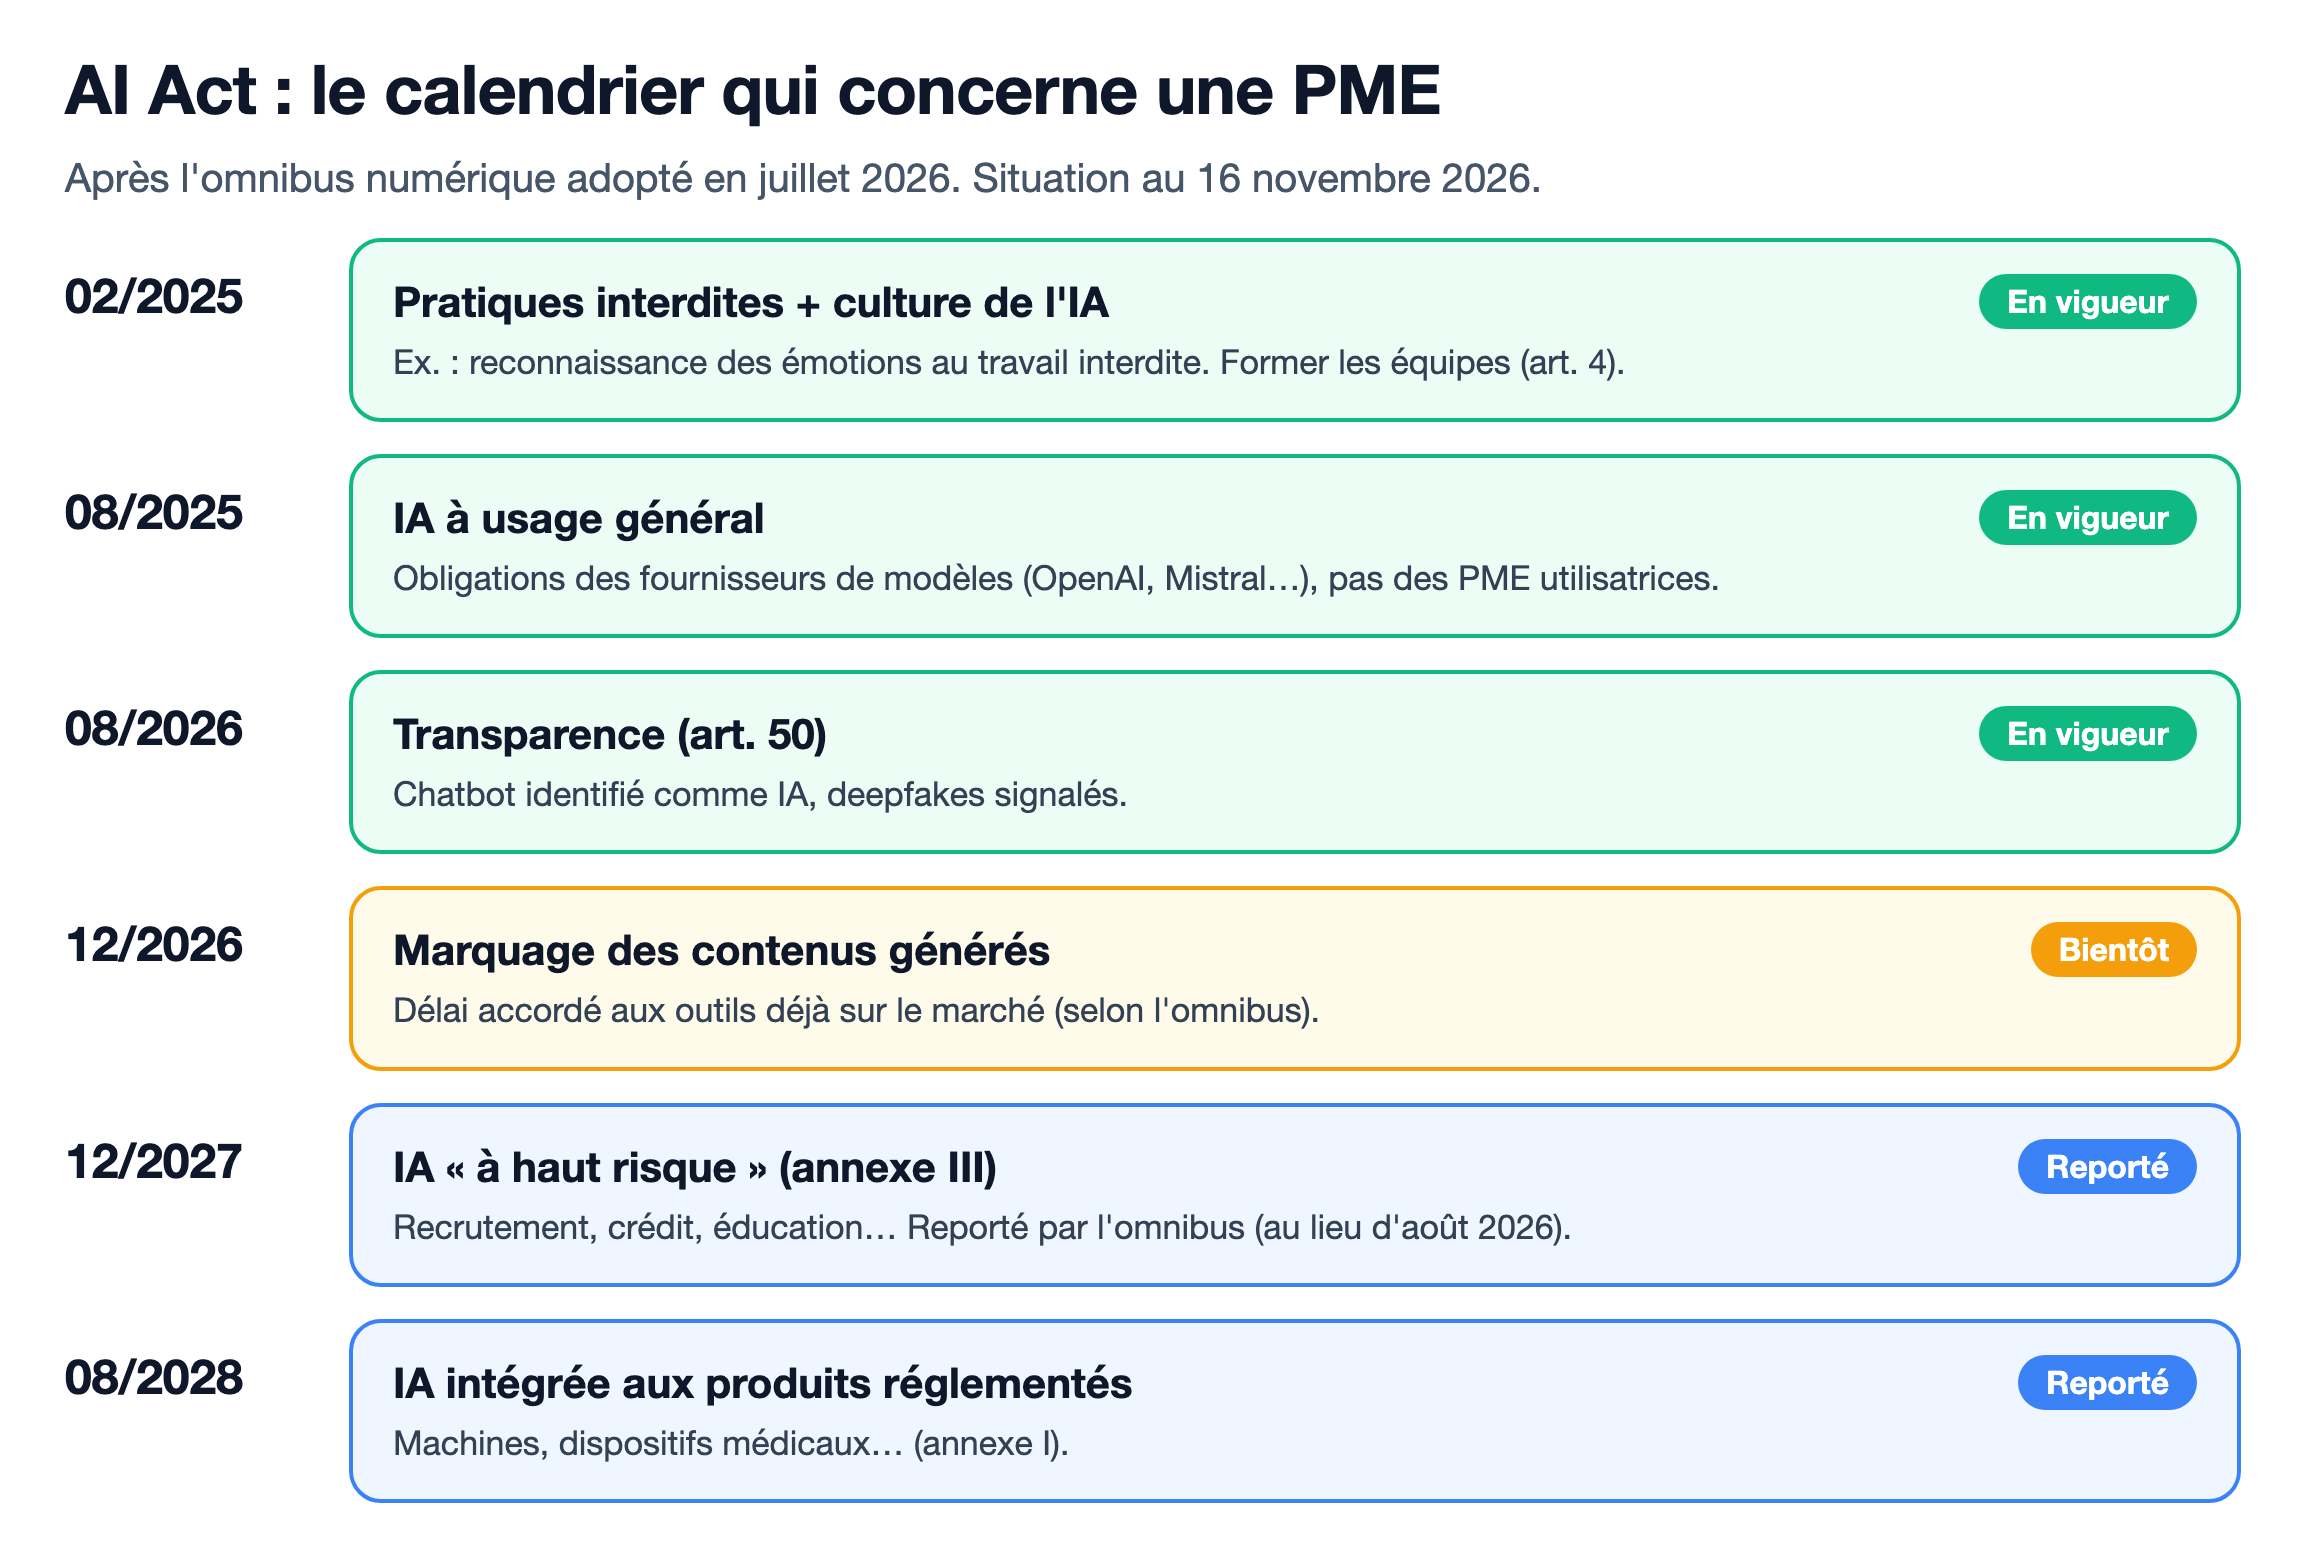 AI Act : le calendrier qui concerne une PME
Après l'omnibus numérique adopté en juillet 2026. Situation au 16 novembre 2026.
02/2025
Pratiques interdites + culture de l'IA
En vigueur
Ex. : reconnaissance des émotions au travail interdite. Former les équipes (art. 4).
08/2025
IA à usage général
En vigueur
Obligations des fournisseurs de modèles (OpenAI, Mistral…), pas des PME utilisatrices.
08/2026
Transparence (art. 50)
En vigueur
Chatbot identifié comme IA, deepfakes signalés.
12/2026
Marquage des contenus générés
Bientôt
Délai accordé aux outils déjà sur le marché (selon l'omnibus).
12/2027
IA « à haut risque » (annexe III)
Reporté
Recrutement, crédit, éducation… Reporté par l'omnibus (au lieu d'août 2026).
08/2028
IA intégrée aux produits réglementés
Reporté
Machines, dispositifs médicaux… (annexe I).